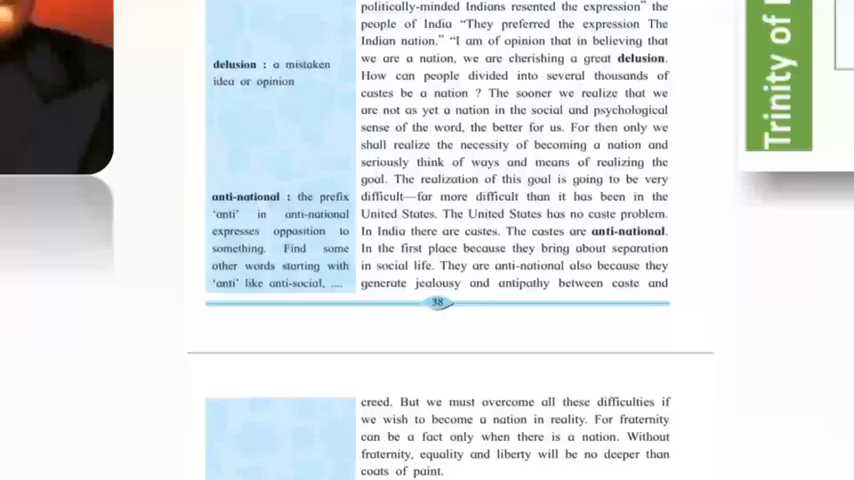 politically-minded Indians resented the expression” the
people of India “They preferred the expression The
Indian nation.” “I am of opinion that in believing that
we are a nation, we are cherishing a great delusion.
How can people divided into several thousands of
castes be a nation ? The sooner we realize that we
are not as yet a nation in the social and psychological
sense of the word, the better for us. For then only we
shall realize the necessity of becoming a nation and
seriously think of ways and means of realizing the
goal. The realization of this goal is going to be very
difficult—far more difficult than it has been in the
United States. The United States has no caste problem.
In India there are castes. The castes are anti-national.
In the first place because they bring about separation
in social life. They are anti-national also because they
generate jealousy and antipathy between caste and
delusion : a mistaken
idea or opinion
anti-national : the prefix
‘anti’ in anti-national
expresses opposition to
something. Find some
other words starting with
‘anti’ like anti-social, ....
38
creed. But we must overcome all these difficulties if
we wish to become a nation in reality. For fraternity
can be a fact only when there is a nation. Without
fraternity, equality and liberty will be no deeper than
coats of paint.
Trinity of